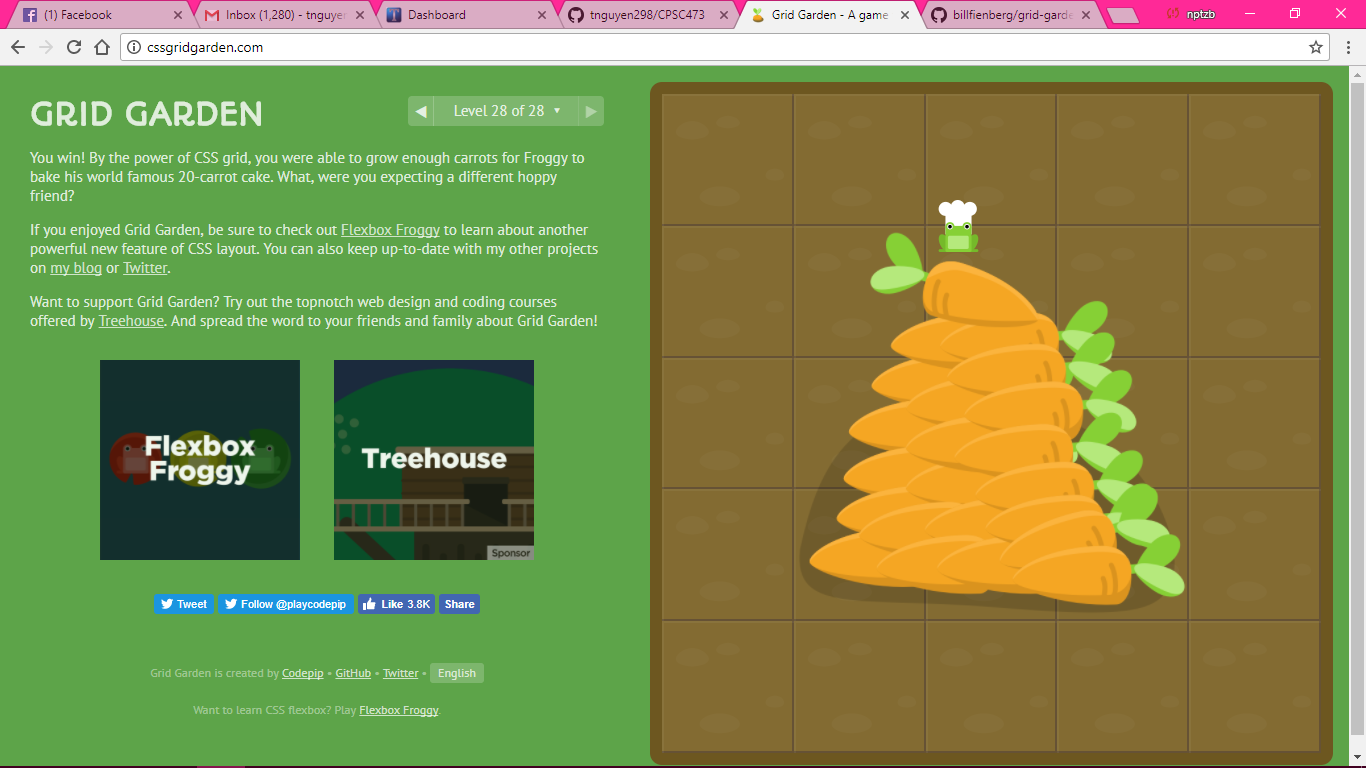 (1) Facebook
Inbox (1,280) - tnguyen
Dashboard
tnguyen298/CPSC473
Grid Garden - A game
billfienberg/grid-garde
nptzb
cssgridgarden.com
GRID GARDEN
Level 28 of 28
You win! By the power of CSS grid, you were able to grow enough carrots for Froggy to
bake his world famous 20-carrot cake. What, were you expecting a different hoppy
friend?
If you enjoyed Grid Garden, be sure to check out Flexbox Froggy to learn about another
powerful new feature of CSS layout. You can also keep up-to-date with my other projects
on my blog or Twitter.
Want to support Grid Garden? Try out the topnotch web design and coding courses
offered by Treehouse. And spread the word to your friends and family about Grid Garden!
Flexbox
Froggy
Treehouse
Sponsor
Tweet
Follow @playcodepip
Like 3.8K
Share
Grid Garden is created by Codepip • GitHub • Twitter • English
Want to learn CSS flexbox? Play Flexbox Froggy.